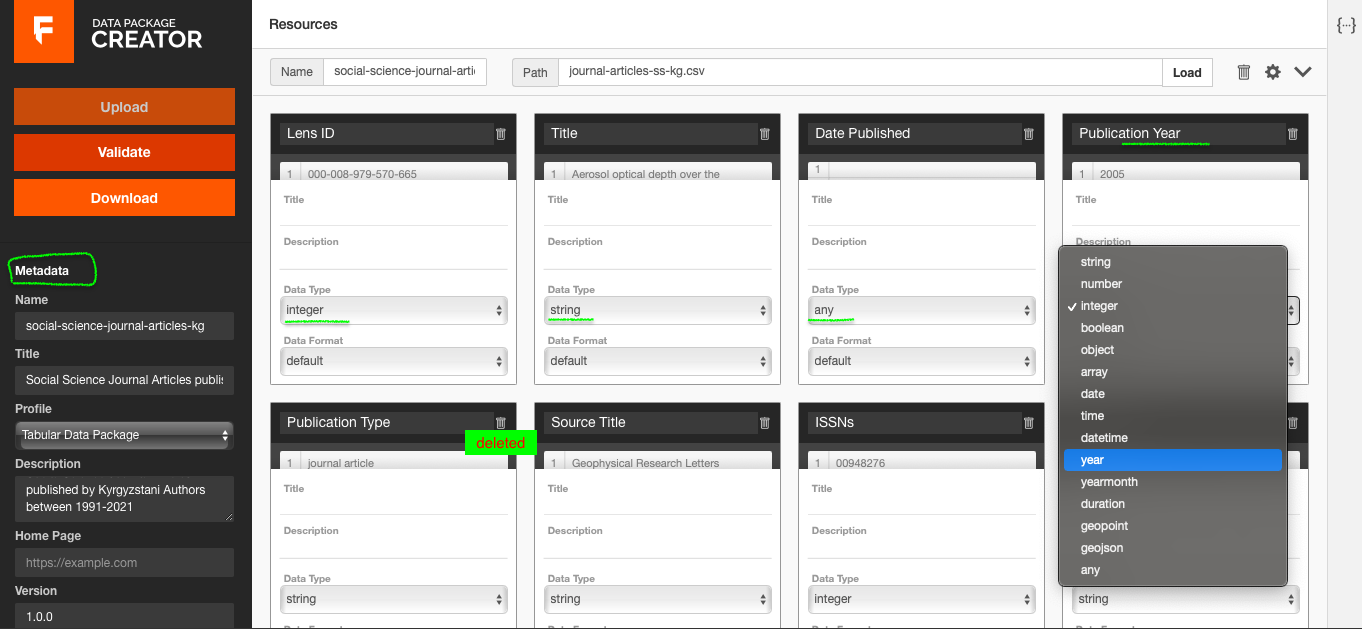 F
DATA PACKAGE
CREATOR
Upload
Validate
Download
Metadata
Name
social-science-journal-articles-kg
Title
Social Science Journal Articles publis
Profile
Tabular Data Package
Description
published by Kyrgyzstani Authors
between 1991-2021
Home Page
https://example.com
Version
1.0.0
Resources
{···}
Name social-science-journal-arti Path journal-articles-ss-kg.csv Load
Lens ID
1 000-008-979-570-665
Title
Description
Data Type
integer
Data Format
default
Title
1 Aerosol optical depth over the
Title
Description
Data Type
string
Data Format
default
Date Published
1
Title
Description
Data Type
any
Data Format
default
Publication Year
1 2005
Title
Description
string
number
✓ integer
boolean
object
array
date
time
datetime
year
yearmonth
duration
geopoint
geojson
any
Publication Type
deleted
1 journal article
Title
Description
Data Type
string
Source Title
1 Geophysical Research Letters
Title
Description
Data Type
string
Data Format
ISSNs
1 00948276
Title
Description
Data Type
integer
Data Format
string